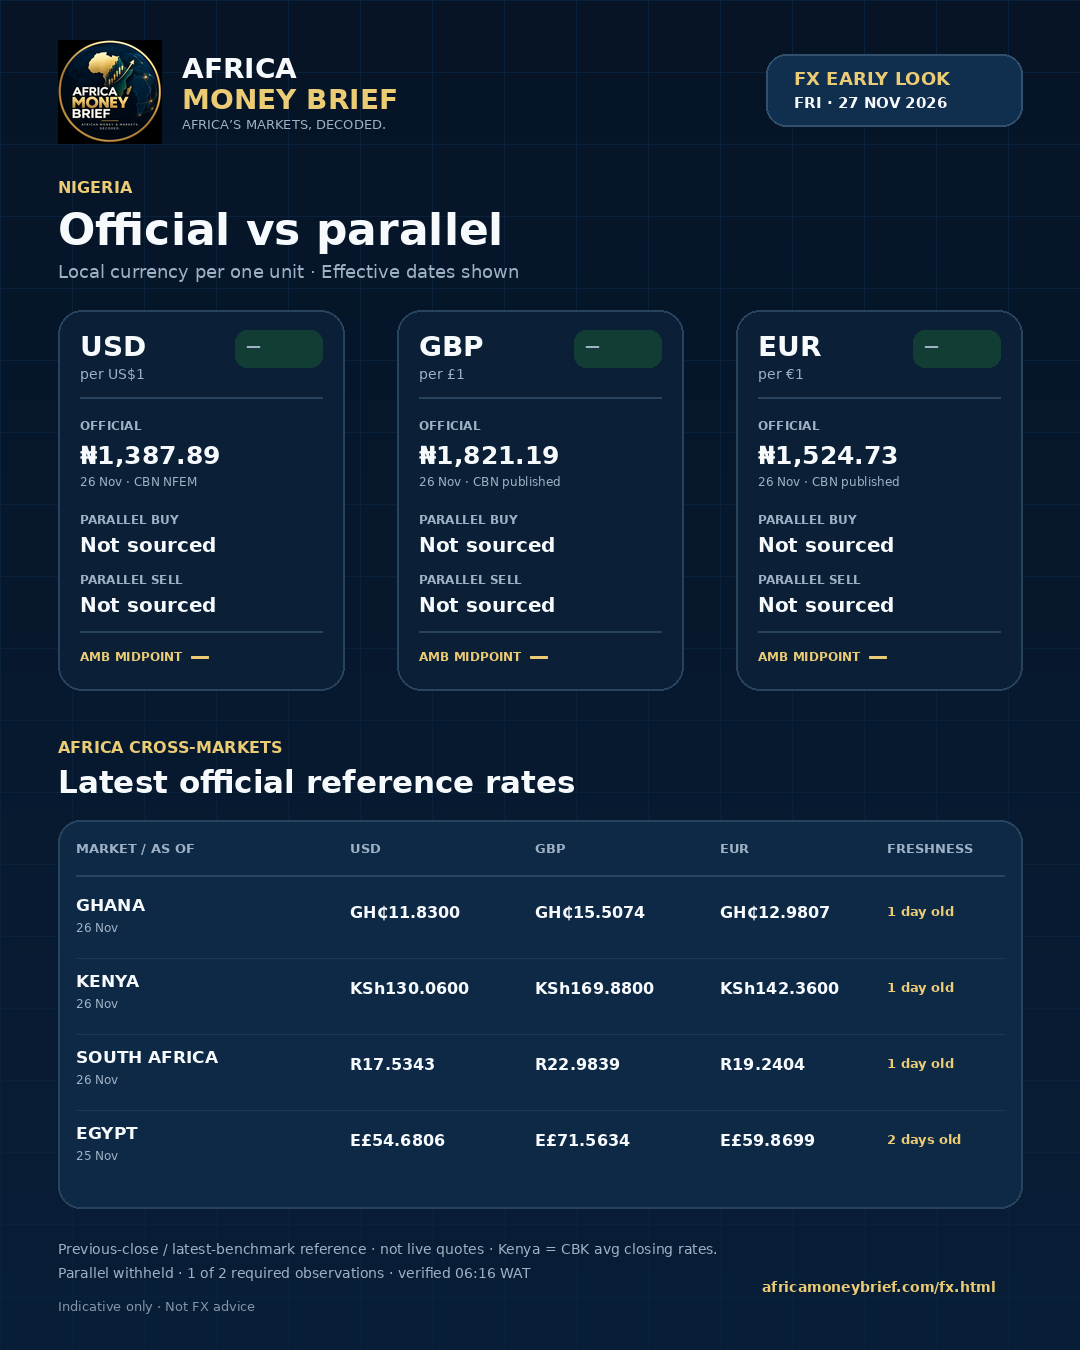 AFRICA
MONEY
BRIEF
AFRICAN MONEY & MARKETS
DECODED
AFRICA
MONEY BRIEF
AFRICA’S MARKETS, DECODED.
FX EARLY LOOK
FRI · 27 NOV 2026
NIGERIA
Official vs parallel
Local currency per one unit · Effective dates shown
USD
—
per US$1
OFFICIAL
₦1,387.89
26 Nov · CBN NFEM
PARALLEL BUY
Not sourced
PARALLEL SELL
Not sourced
AMB MIDPOINT —
GBP
—
per £1
OFFICIAL
₦1,821.19
26 Nov · CBN published
PARALLEL BUY
Not sourced
PARALLEL SELL
Not sourced
AMB MIDPOINT —
EUR
—
per €1
OFFICIAL
₦1,524.73
26 Nov · CBN published
PARALLEL BUY
Not sourced
PARALLEL SELL
Not sourced
AMB MIDPOINT —
AFRICA CROSS-MARKETS
Latest official reference rates
MARKET / AS OF USD GBP EUR FRESHNESS
GHANA GH₵11.8300 GH₵15.5074 GH₵12.9807 1 day old
26 Nov
KENYA KSh130.0600 KSh169.8800 KSh142.3600 1 day old
26 Nov
SOUTH AFRICA R17.5343 R22.9839 R19.2404 1 day old
26 Nov
EGYPT E£54.6806 E£71.5634 E£59.8699 2 days old
25 Nov
Previous-close / latest-benchmark reference · not live quotes · Kenya = CBK avg closing rates.
Parallel withheld · 1 of 2 required observations · verified 06:16 WAT
africamoneybrief.com/fx.html
Indicative only · Not FX advice